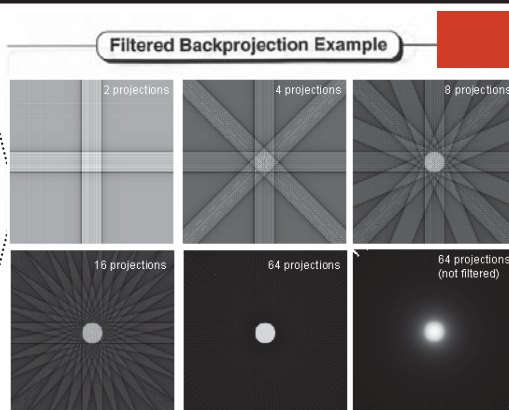 Filtered Backprojection Example
2 projections
4 projections
8 projections
16 projections
64 projections
64 projections
(not filtered)